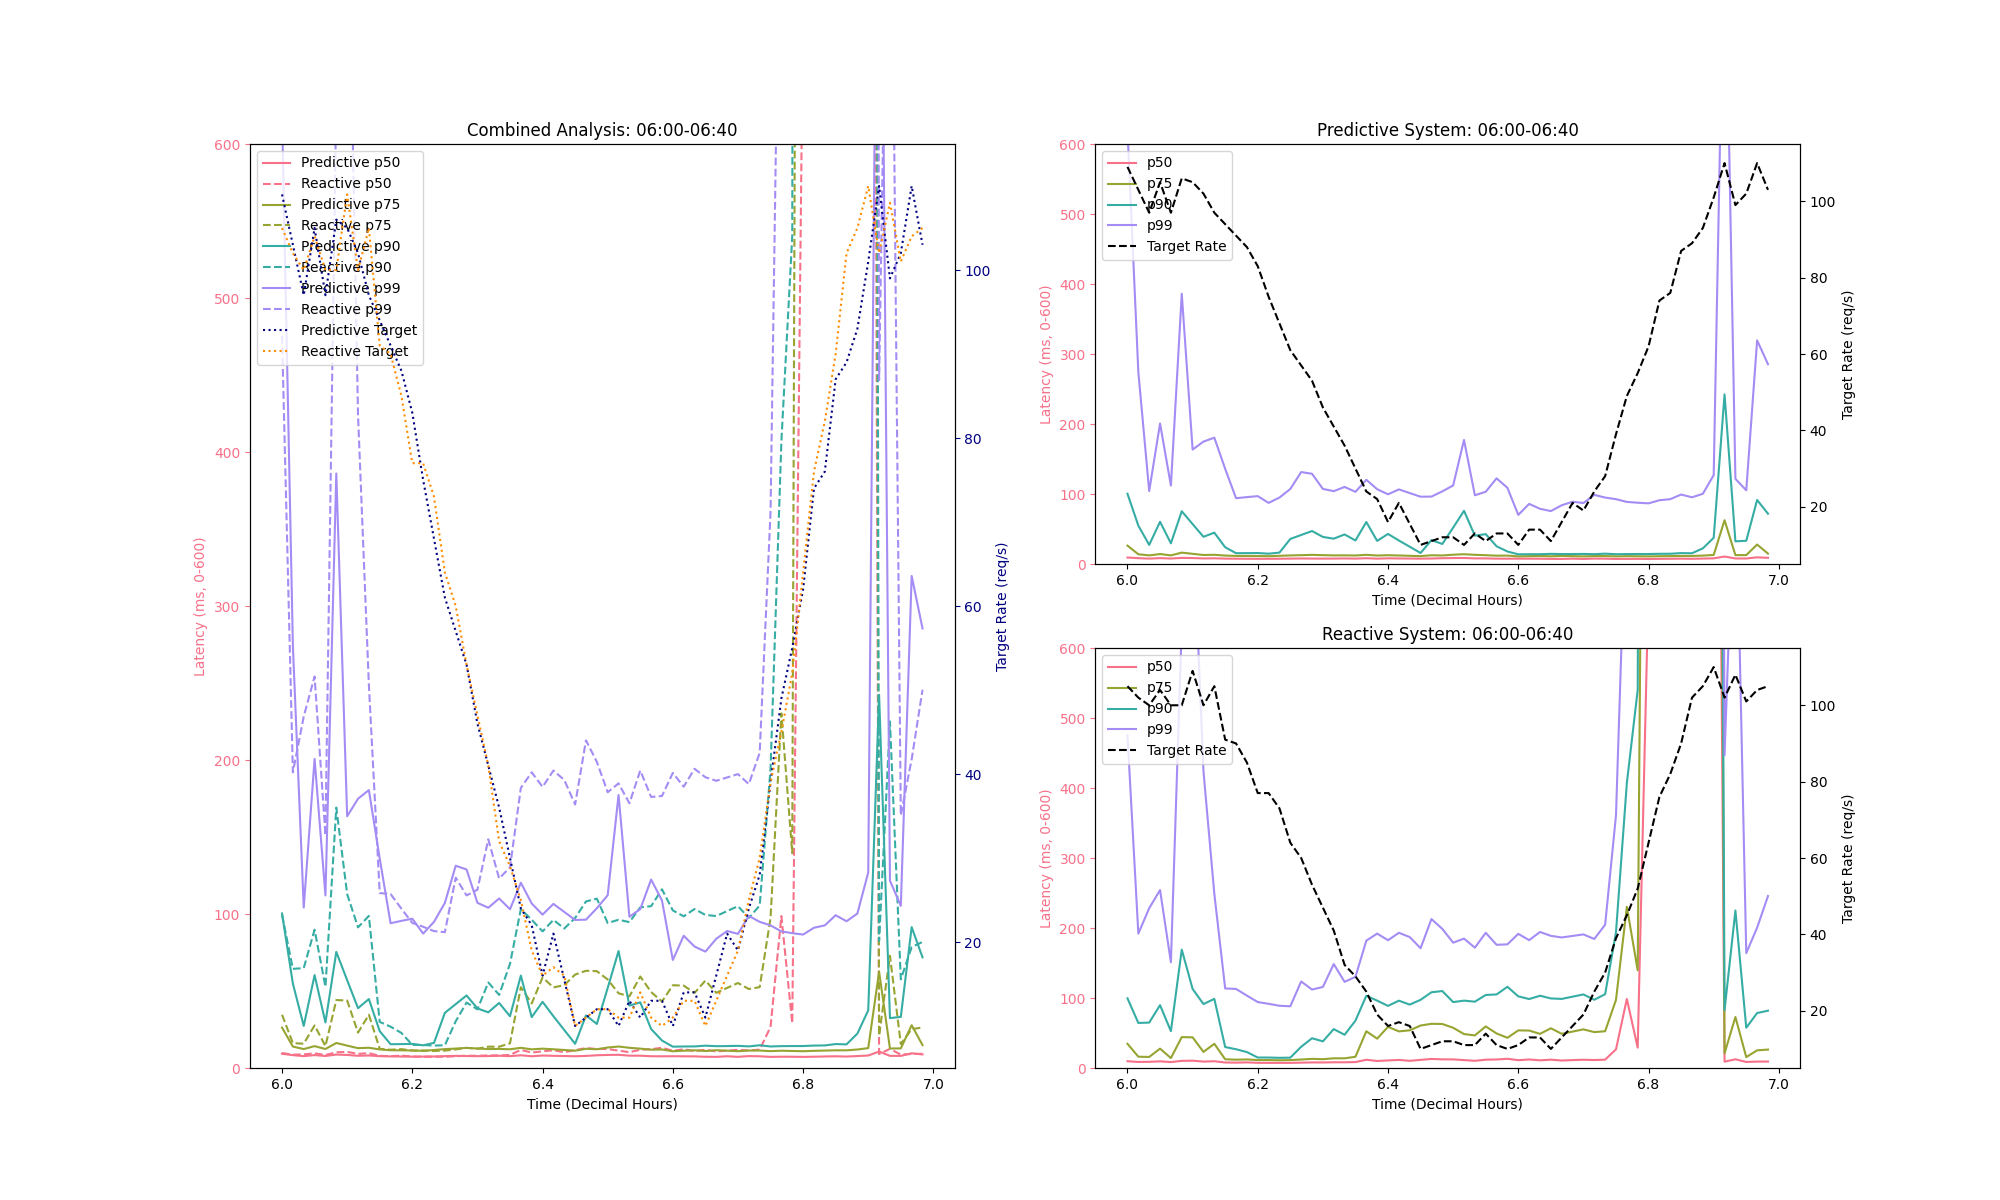 Combined Analysis: 06:00-06:40
Predictive p50
Reactive p50
Predictive p75
Reactive p75
Predictive p90
Reactive p90
Predictive p99
Reactive p99
Predictive Target
Reactive Target
600
500
400
300
200
100
0
Latency (ms, 0-600)
100
80
60
40
20
Target Rate (req/s)
6.0 6.2 6.4 6.6 6.8 7.0
Time (Decimal Hours)
Predictive System: 06:00-06:40
p50
p75
p90
p99
Target Rate
600
500
400
300
200
100
0
Latency (ms, 0-600)
100
80
60
40
20
Target Rate (req/s)
6.0 6.2 6.4 6.6 6.8 7.0
Time (Decimal Hours)
Reactive System: 06:00-06:40
p50
p75
p90
p99
Target Rate
600
500
400
300
200
100
0
Latency (ms, 0-600)
100
80
60
40
20
Target Rate (req/s)
6.0 6.2 6.4 6.6 6.8 7.0
Time (Decimal Hours)